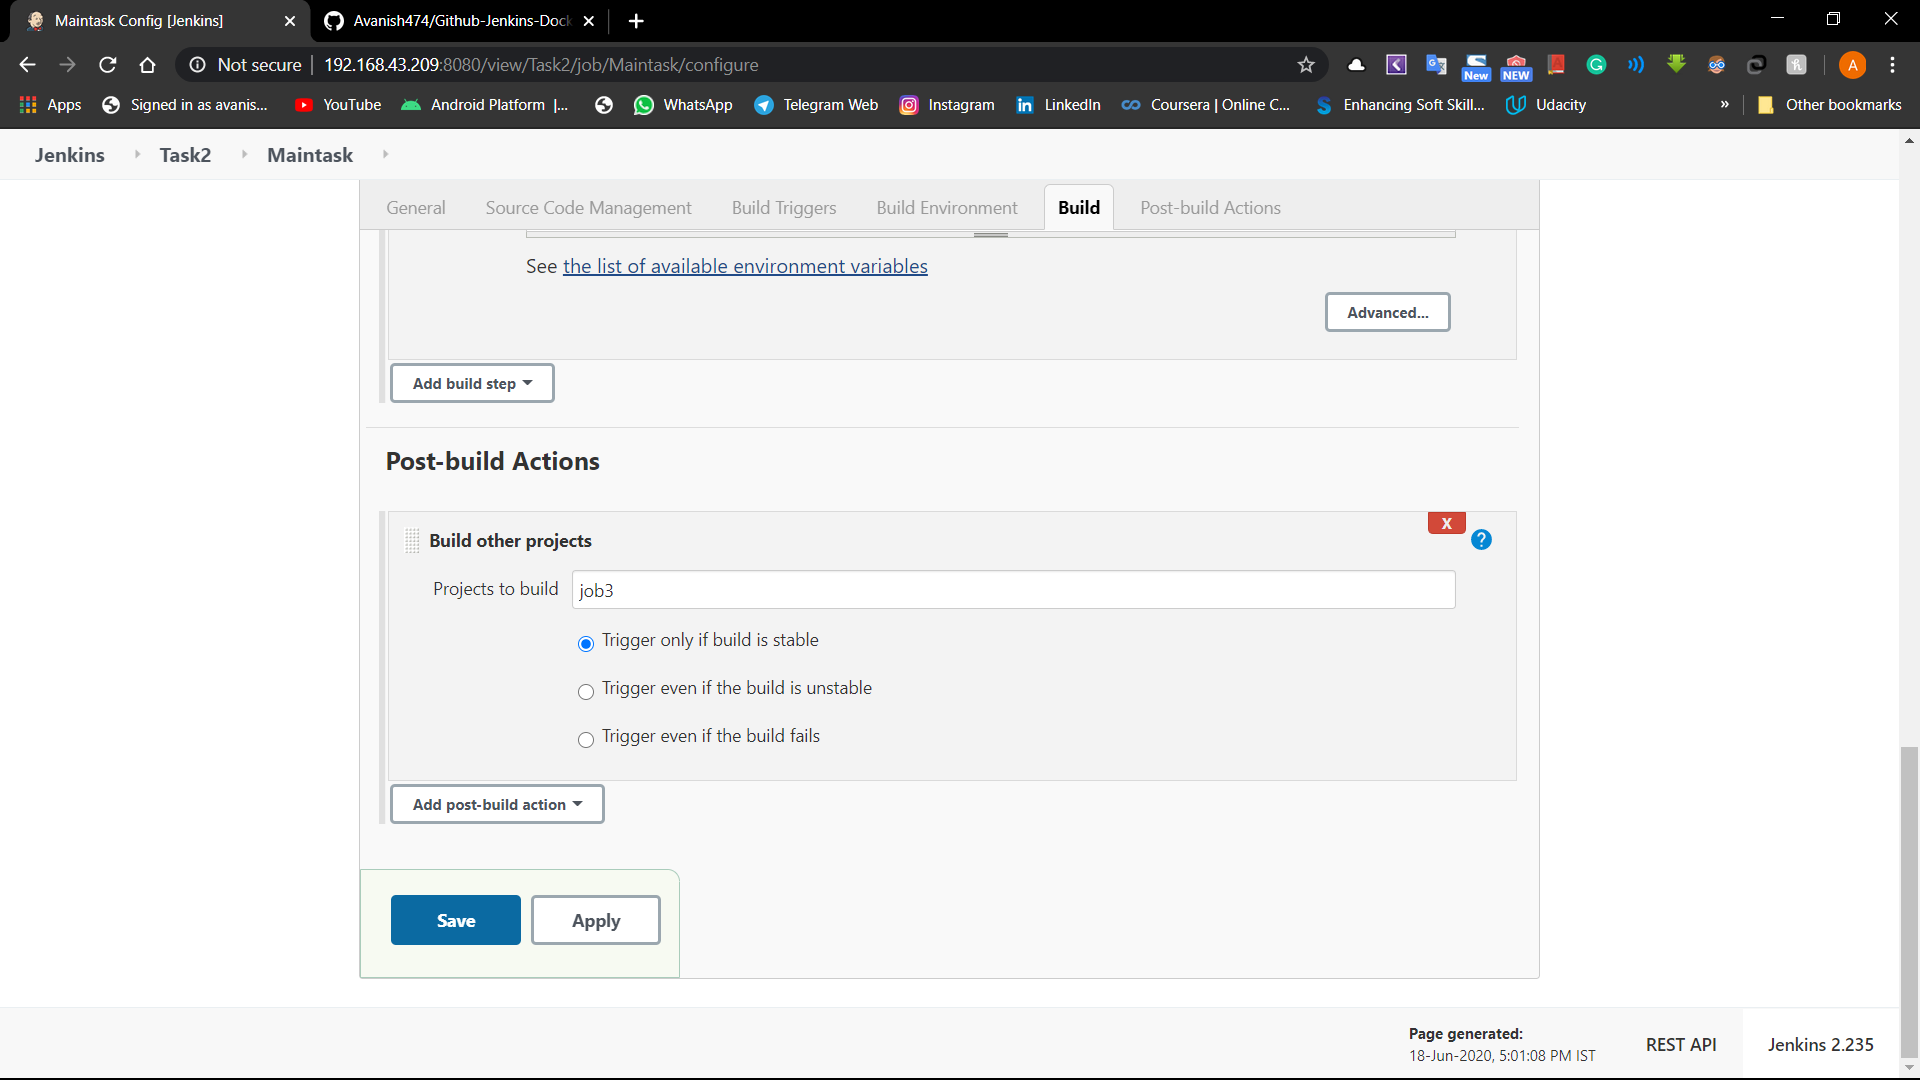 Maintask Config [Jenkins]
Avanish474/Github-Jenkins-Dock
Not secure 192.168.43.209:8080/view/Task2/job/Maintask/configure
New
NEW
A
Apps
Signed in as avanis...
YouTube
Android Platform |...
WhatsApp
Telegram Web
Instagram
LinkedIn
Coursera | Online C...
Enhancing Soft Skill...
Udacity
»
Other bookmarks
Jenkins
Task2
Maintask
General
Source Code Management
Build Triggers
Build Environment
Build
Post-build Actions
See the list of available environment variables
Advanced...
Add build step
Post-build Actions
X
Build other projects
?
Projects to build
job3
Trigger only if build is stable
Trigger even if the build is unstable
Trigger even if the build fails
Add post-build action
Save
Apply
Page generated:
18-Jun-2020, 5:01:08 PM IST
REST API
Jenkins 2.235